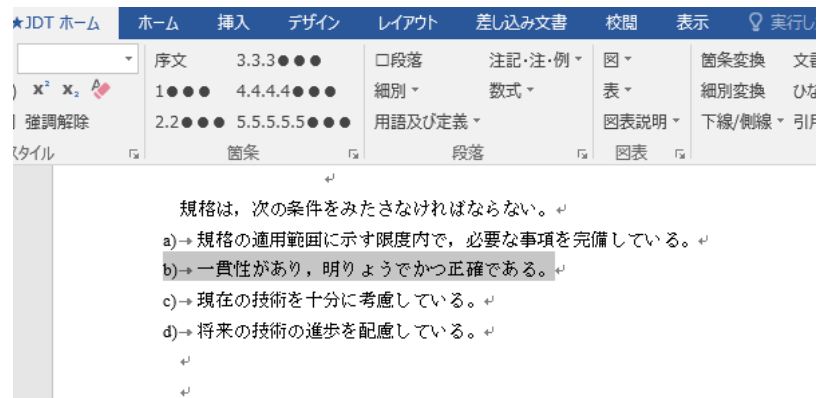 ★JDT ホーム ホーム 挿入 デザイン レイアウト 差し込み文書 校閲 表示 実行し
序文 3.3.3●●● 口段落 注記・注・例 図 箇条変換 文書
x² x₂ 1●●● 4.4.4.4●●● 細別 数式 表 細別変換 ひな
強調解除 2.2●●● 5.5.5.5.5●●● 用語及び定義 図表説明 下線/側線 引用
スタイル 箇条 段落 図表
規格は，次の条件をみたさなければならない。
a)→規格の適用範囲に示す限度内で，必要な事項を完備している。
b)→一貫性があり，明りょうでかつ正確である。
c)→現在の技術を十分に考慮している。
d)→将来の技術の進歩を配慮している。